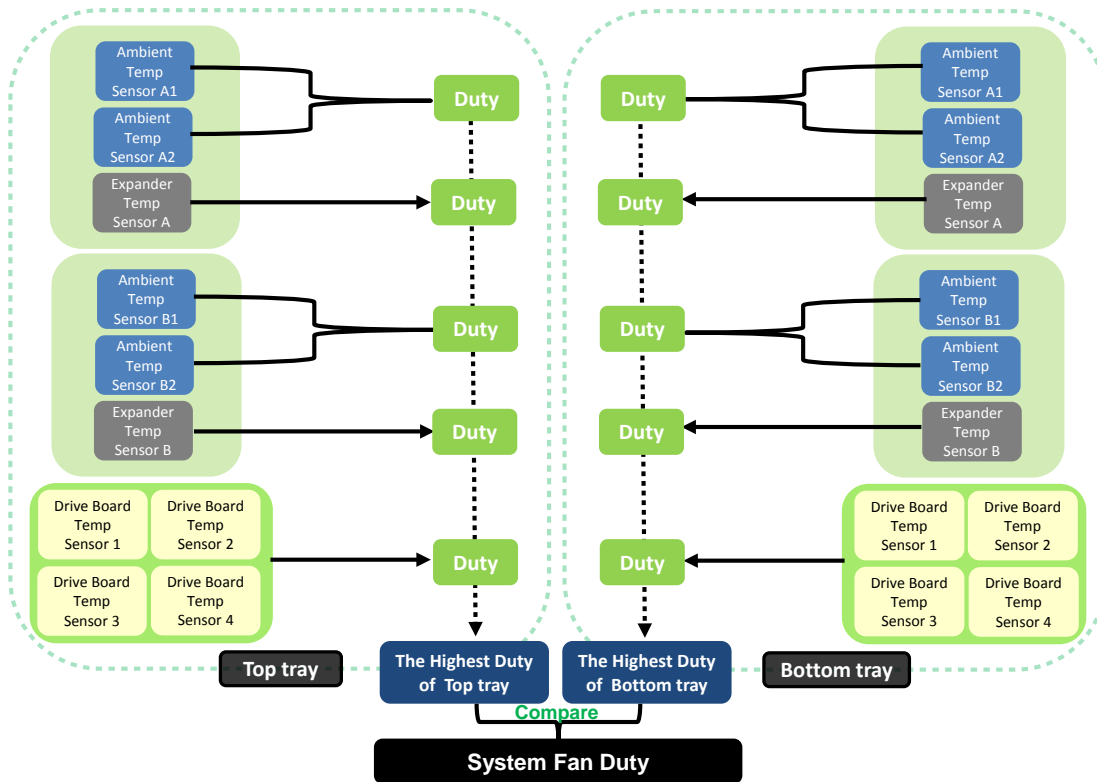 Ambient
Temp
Sensor A1
Ambient
Temp
Sensor A2
Expander
Temp
Sensor A
Duty
Duty
Ambient
Temp
Sensor B1
Ambient
Temp
Sensor B2
Expander
Temp
Sensor B
Duty
Duty
Drive Board
Temp
Sensor 1
Drive Board
Temp
Sensor 2
Drive Board
Temp
Sensor 3
Drive Board
Temp
Sensor 4
Duty
Top tray
The Highest Duty
of Top tray
Duty
Duty
Ambient
Temp
Sensor A1
Ambient
Temp
Sensor A2
Expander
Temp
Sensor A
Duty
Duty
Ambient
Temp
Sensor B1
Ambient
Temp
Sensor B2
Expander
Temp
Sensor B
Duty
Drive Board
Temp
Sensor 1
Drive Board
Temp
Sensor 2
Drive Board
Temp
Sensor 3
Drive Board
Temp
Sensor 4
The Highest Duty
of Bottom tray
Bottom tray
Compare
System Fan Duty